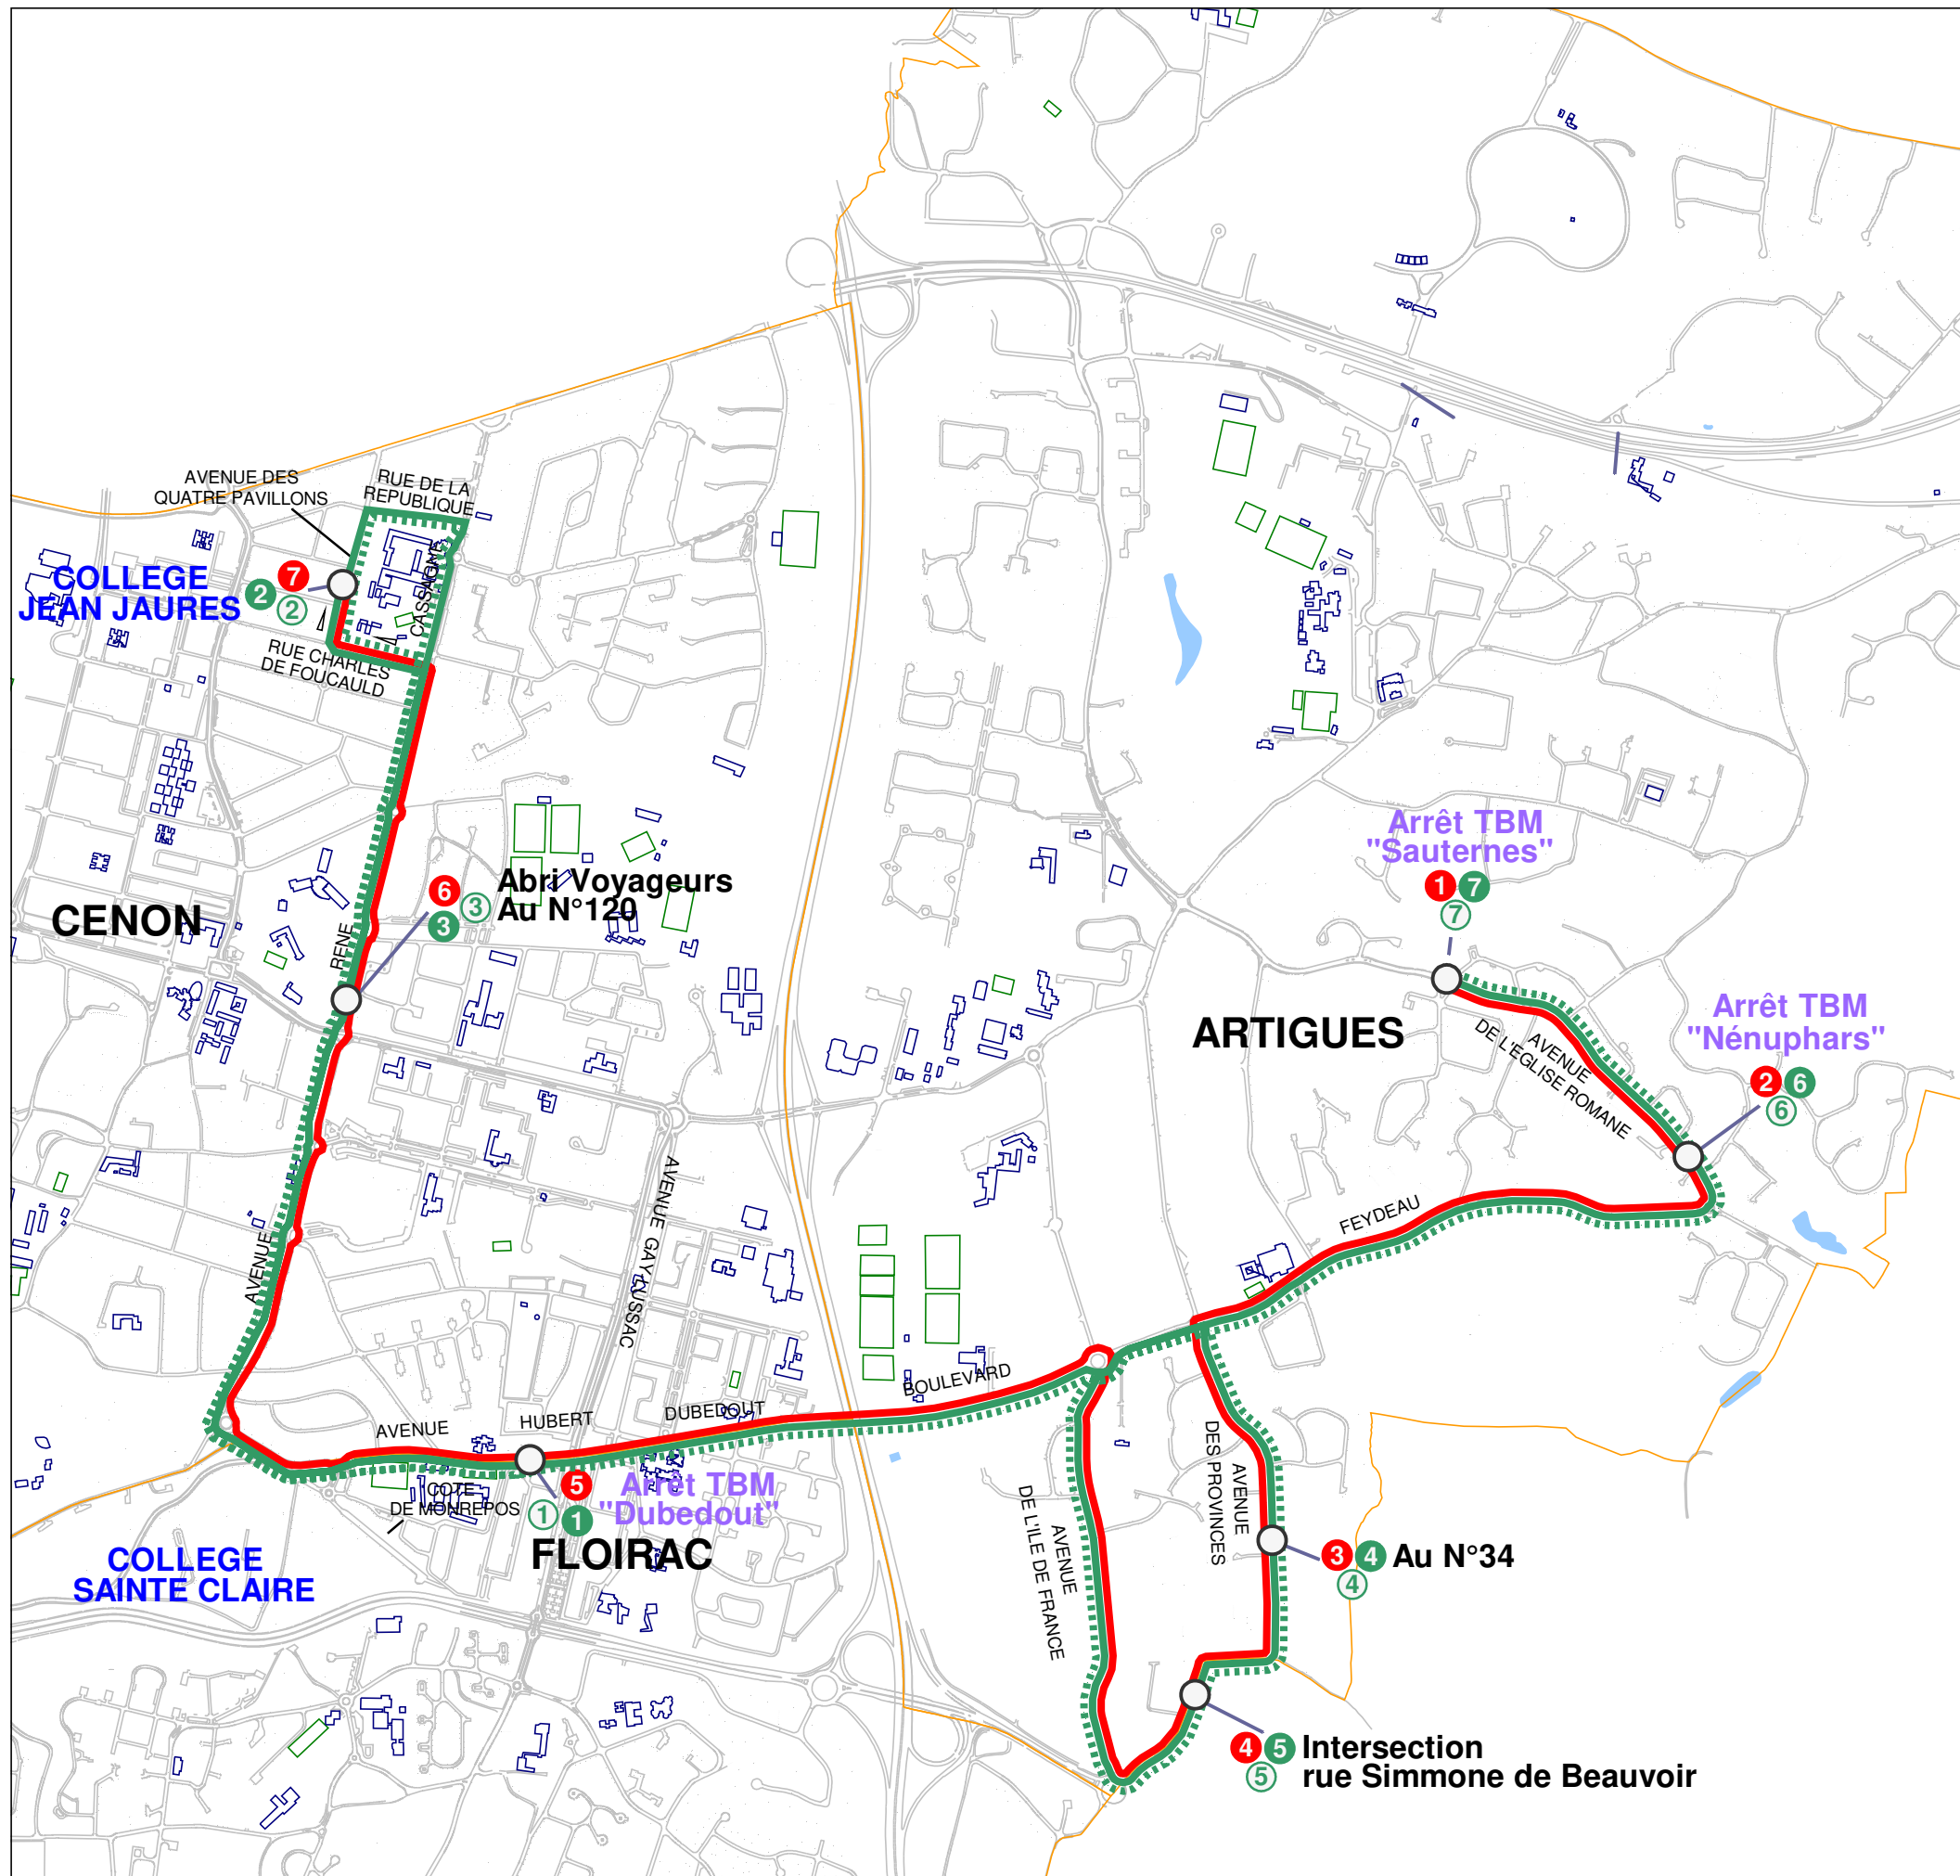 AVENUE DES
QUATRE PAVILLONS
RUE DE LA
REPUBLIQUE
COLLEGE
JEAN JAURES
7
2
2
CASSAGNE
RUE CHARLES
DE FOUCAULD
6
3
3
Abri Voyageurs
Au N°120
CENON
RENE
AVENUE
Arrêt TBM
"Sauternes"
1 7
7
ARTIGUES
AVENUE
DE L'EGLISE ROMANE
Arrêt TBM
"Nénuphars"
2 6
6
FEYDEAU
AVENUE GAY LUSSAC
BOULEVARD
AVENUE
HUBERT
DUBEDOUT
COTE
DE MONREPOS
5
1 1
Arrêt TBM
"Dubedout"
FLOIRAC
COLLEGE
SAINTE CLAIRE
AVENUE
DE L'ILE DE FRANCE
AVENUE
DES PROVINCES
3 4 Au N°34
4
4 5 Intersection
5 rue Simmone de Beauvoir